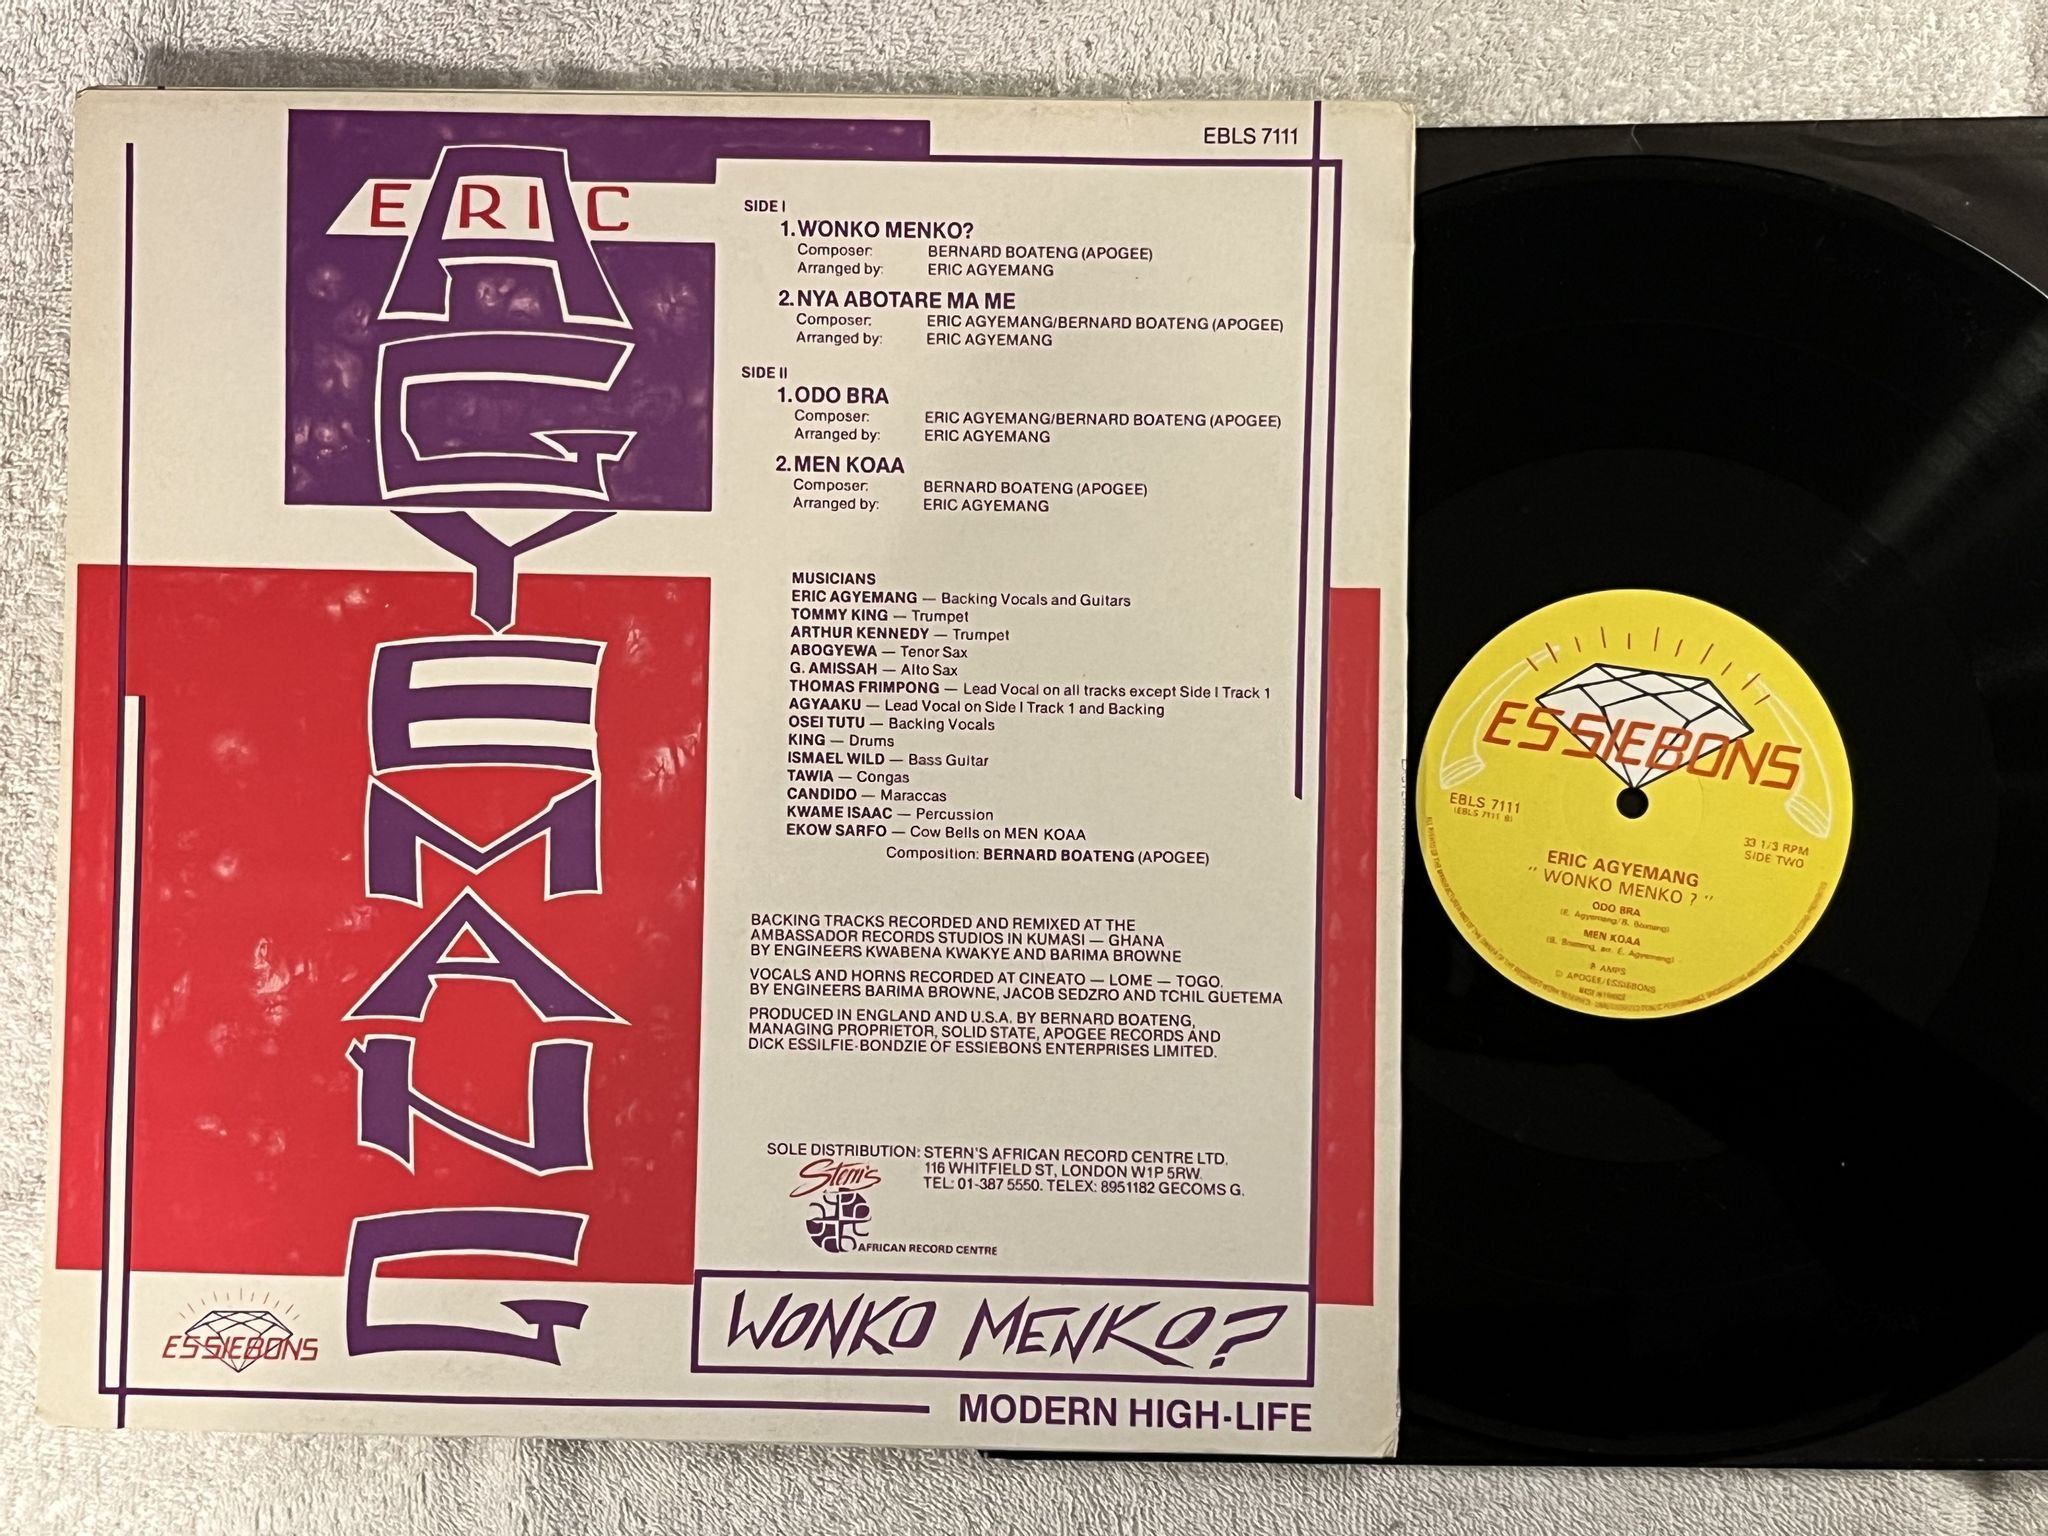 EBLS 7111
ERIC
AGYEMANG
SIDE I
1. WONKO MENKO?
Composer: BERNARD BOATENG (APOGEE)
Arranged by: ERIC AGYEMANG
2. NYA ABOTARE MA ME
Composer: ERIC AGYEMANG/BERNARD BOATENG (APOGEE)
Arranged by: ERIC AGYEMANG
SIDE II
1. ODO BRA
Composer: ERIC AGYEMANG/BERNARD BOATENG (APOGEE)
Arranged by: ERIC AGYEMANG
2. MEN KOAA
Composer: BERNARD BOATENG (APOGEE)
Arranged by: ERIC AGYEMANG
MUSICIANS
ERIC AGYEMANG — Backing Vocals and Guitars
TOMMY KING — Trumpet
ARTHUR KENNEDY — Trumpet
ABOGYEWA — Tenor Sax
G. AMISSAH — Alto Sax
THOMAS FRIMPONG — Lead Vocal on all tracks except Side I Track 1
AGYAAKU — Lead Vocal on Side I Track 1 and Backing
OSEI TUTU — Backing Vocals
KING — Drums
ISMAEL WILD — Bass Guitar
TAWIA — Congas
CANDIDO — Maraccas
KWAME ISAAC — Percussion
EKOW SARFO — Cow Bells on MEN KOAA
Composition: BERNARD BOATENG (APOGEE)
BACKING TRACKS RECORDED AND REMIXED AT THE
AMBASSADOR RECORDS STUDIOS IN KUMASI — GHANA
BY ENGINEERS KWABENA KWAKYE AND BARIMA BROWNE
VOCALS AND HORNS RECORDED AT CINEATO — LOME — TOGO.
BY ENGINEERS BARIMA BROWNE, JACOB SEDZRO AND TCHIL GUETEMA
PRODUCED IN ENGLAND AND U.S.A. BY BERNARD BOATENG,
MANAGING PROPRIETOR, SOLID STATE, APOGEE RECORDS AND
DICK ESSILFIE-BONDZIE OF ESSIEBONS ENTERPRISES LIMITED.
SOLE DISTRIBUTION: STERN'S AFRICAN RECORD CENTRE LTD.
116 WHITFIELD ST, LONDON W1P 5RW.
TEL: 01-387 5550. TELEX: 8951182 GECOMS G.
Stern's
AFRICAN RECORD CENTRE
ESSIEBONS
WONKO MENKO?
MODERN HIGH-LIFE
ESSIEBONS
EBLS 7111
(EBLS 7111 B)
33 1/3 RPM
SIDE TWO
ERIC AGYEMANG
" WONKO MENKO ? "
ODO BRA
(E. Agyemang/B. Boateng)
MEN KOAA
(B. Boateng, arr. E. Agyemang)
℗ APOGEE/ESSIEBONS
MADE IN FRANCE